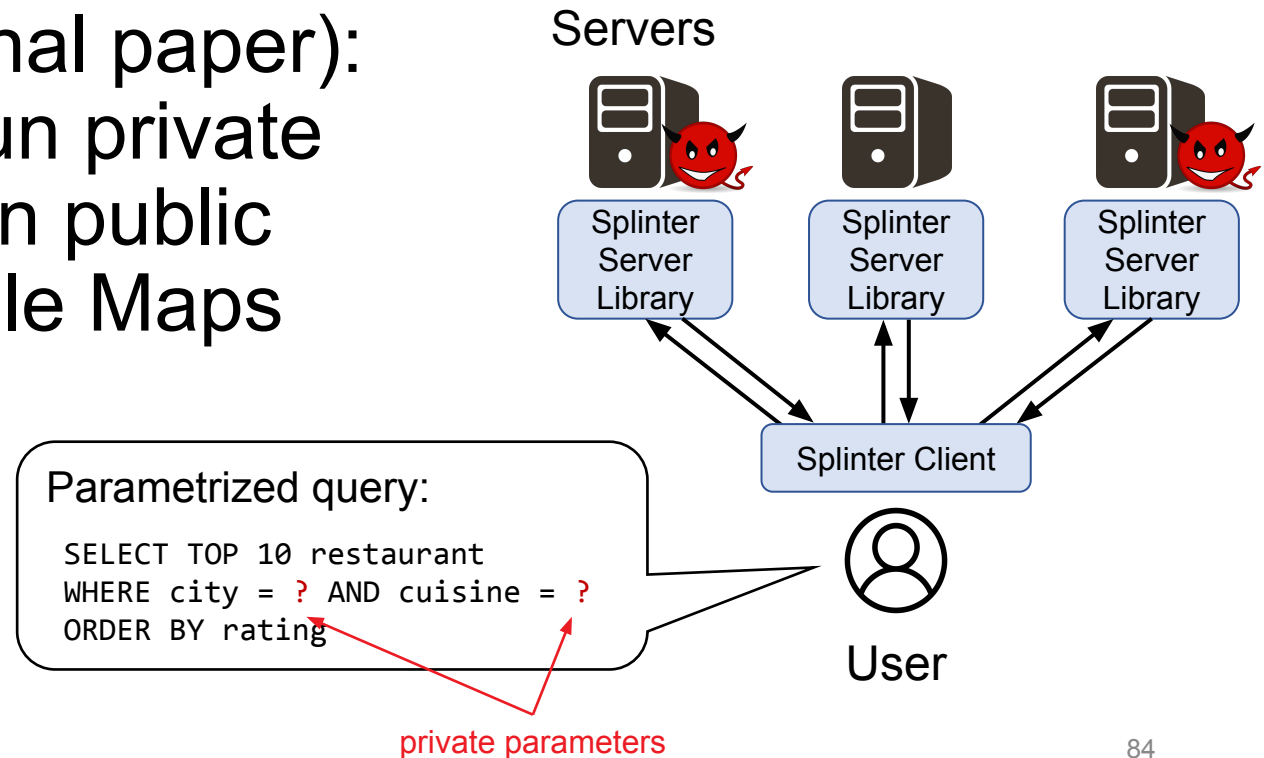 nal paper):
un private
n public
le Maps
Servers
Splinter
Server
Library
Splinter
Server
Library
Splinter
Server
Library
Splinter Client
User
Parametrized query:
SELECT TOP 10 restaurant
WHERE city = ? AND cuisine = ?
ORDER BY rating
private parameters
84